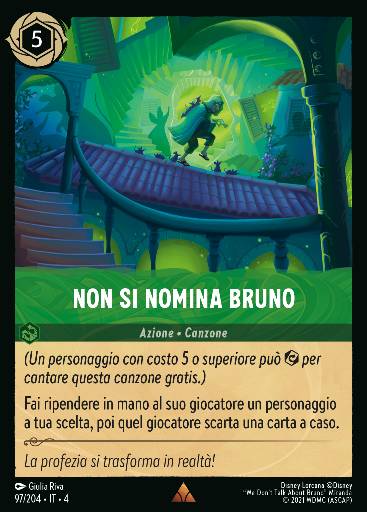 5
NON SI NOMINA BRUNO
Azione • Canzone
(Un personaggio con costo 5 o superiore può per
cantare questa canzone gratis.)
Fai riprendere in mano al suo giocatore un personaggio
a tua scelta, poi quel giocatore scarta una carta a caso.
La profezia si trasforma in realtà!
Giulia Riva
97/204 • IT • 4
Disney Lorcana ©Disney
"We Don't Talk About Bruno" Miranda
© 2021 WDMC (ASCAP)